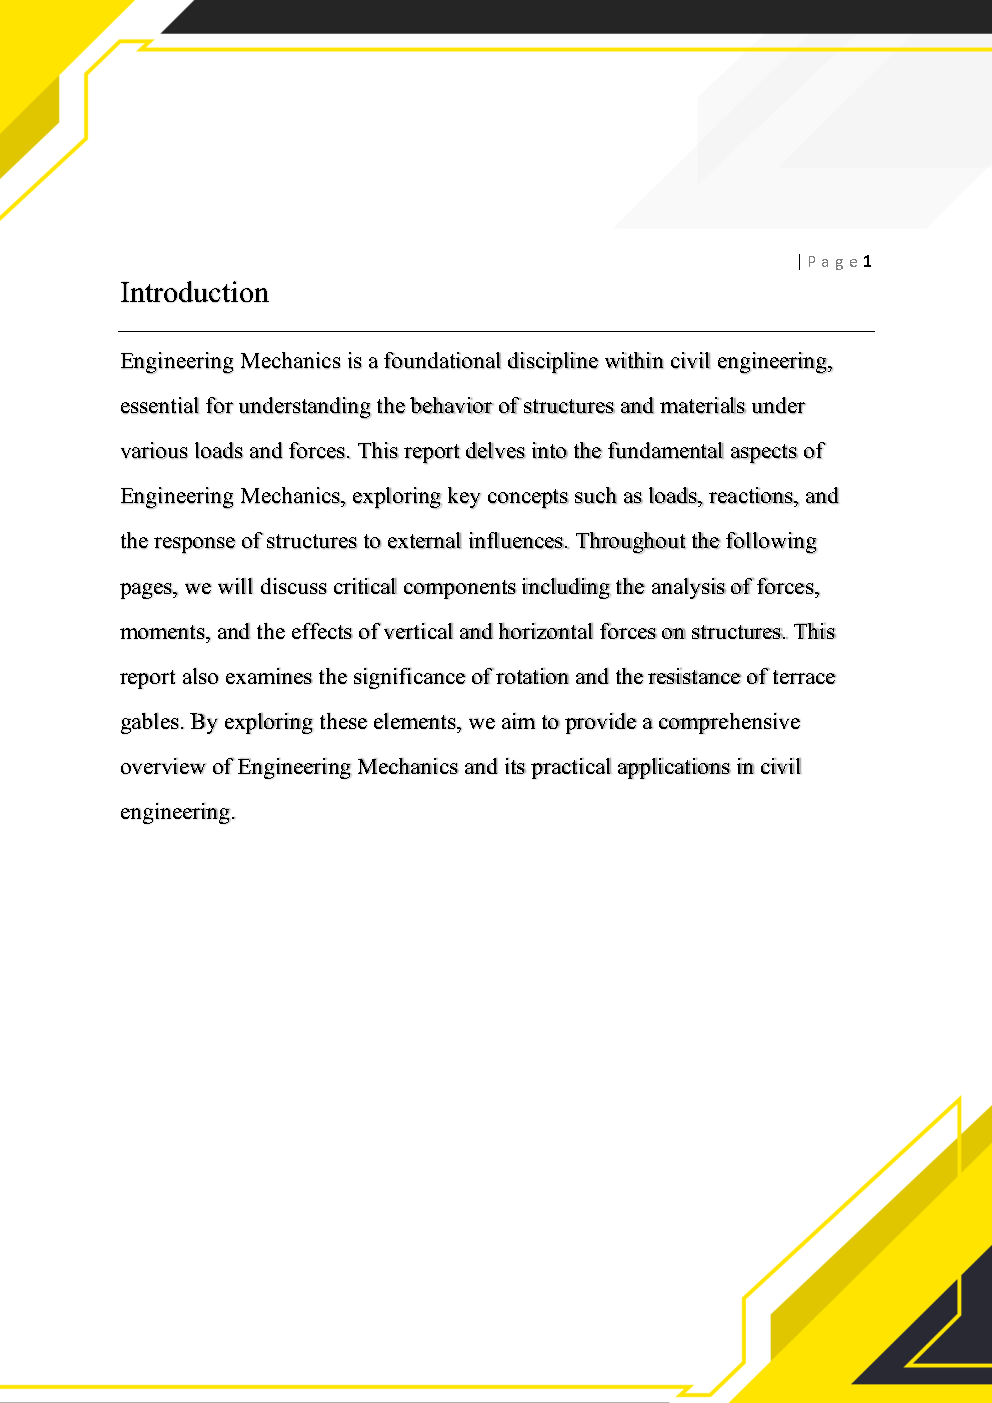 | P a g e 1
Introduction
Engineering Mechanics is a foundational discipline within civil engineering,
essential for understanding the behavior of structures and materials under
various loads and forces. This report delves into the fundamental aspects of
Engineering Mechanics, exploring key concepts such as loads, reactions, and
the response of structures to external influences. Throughout the following
pages, we will discuss critical components including the analysis of forces,
moments, and the effects of vertical and horizontal forces on structures. This
report also examines the significance of rotation and the resistance of terrace
gables. By exploring these elements, we aim to provide a comprehensive
overview of Engineering Mechanics and its practical applications in civil
engineering.